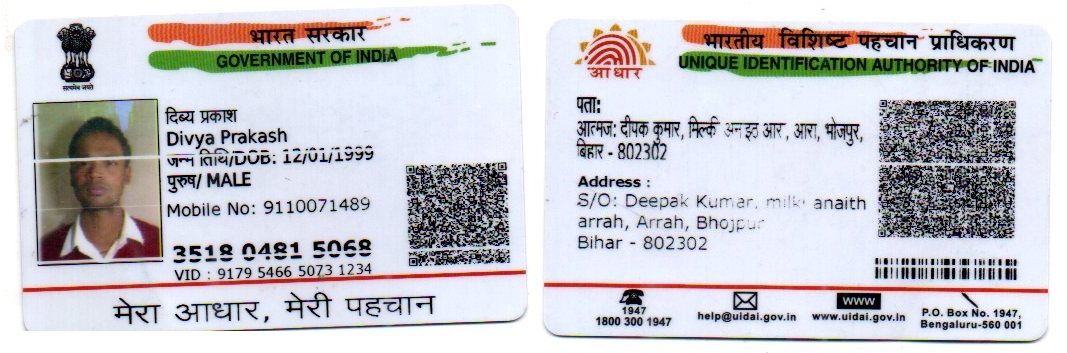 सत्यमेव जयते
भारत सरकार
GOVERNMENT OF INDIA
दिब्य प्रकाश
Divya Prakash
जन्म तिथि/DOB: 12/01/1999
पुरुष/ MALE
Mobile No: 9110071489
3518 0481 5068
VID : 9179 5466 5073 1234
मेरा आधार, मेरी पहचान
आधार
भारतीय विशिष्ट पहचान प्राधिकरण
UNIQUE IDENTIFICATION AUTHORITY OF INDIA
पता:
आत्मज: दीपक कुमार, मिल्की अनइठ आर, आरा, भोजपुर,
बिहार - 802302
Address :
S/O: Deepak Kumar, milki anaith
arrah, Arrah, Bhojpur
Bihar - 802302
1947
1800 300 1947
help@uidai.gov.in
www
www.uidai.gov.in
P.O. Box No. 1947,
Bengaluru-560 001